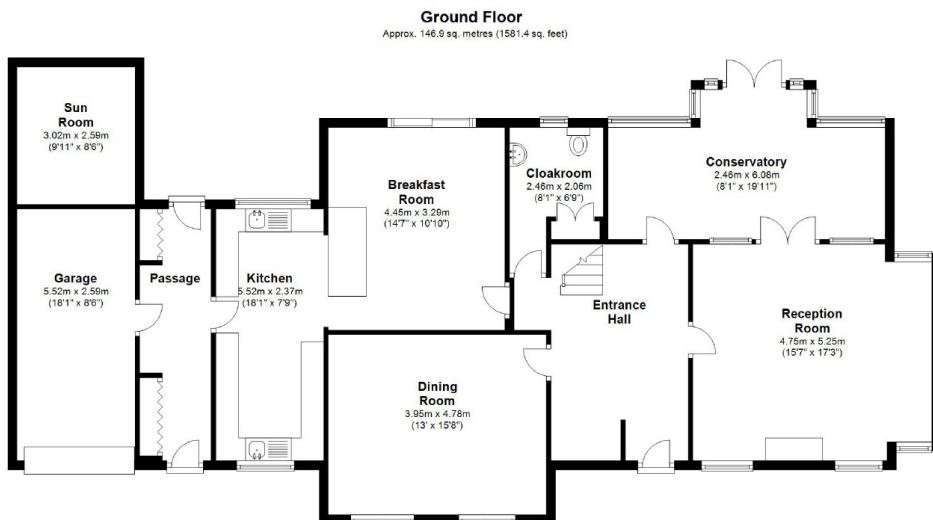 Ground Floor
Approx. 146.9 sq. metres (1581.4 sq. feet)
Sun
Room
3.02m x 2.59m
(9'11" x 8'6")
Breakfast
Room
4.45m x 3.29m
(14'7" x 10'10")
Cloakroom
2.46m x 2.06m
(8'1" x 6'9")
Conservatory
2.46m x 6.08m
(8'1" x 19'11")
Garage
5.52m x 2.59m
(18'1" x 8'6")
Passage
Kitchen
5.52m x 2.37m
(18'1" x 7'9")
Entrance
Hall
Reception
Room
4.75m x 5.25m
(15'7" x 17'3")
Dining
Room
3.95m x 4.78m
(13' x 15'8")